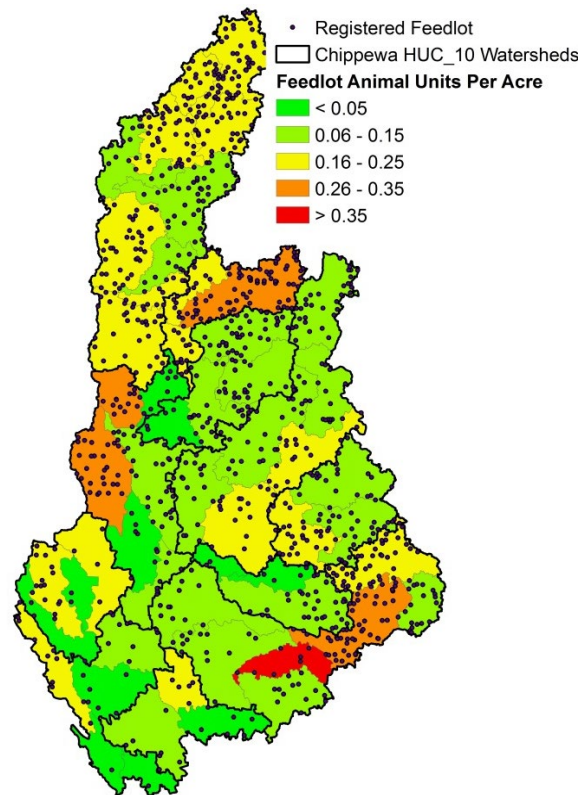 Registered Feedlot
Chippewa HUC_10 Watersheds
Feedlot Animal Units Per Acre
< 0.05
0.06 - 0.15
0.16 - 0.25
0.26 - 0.35
> 0.35